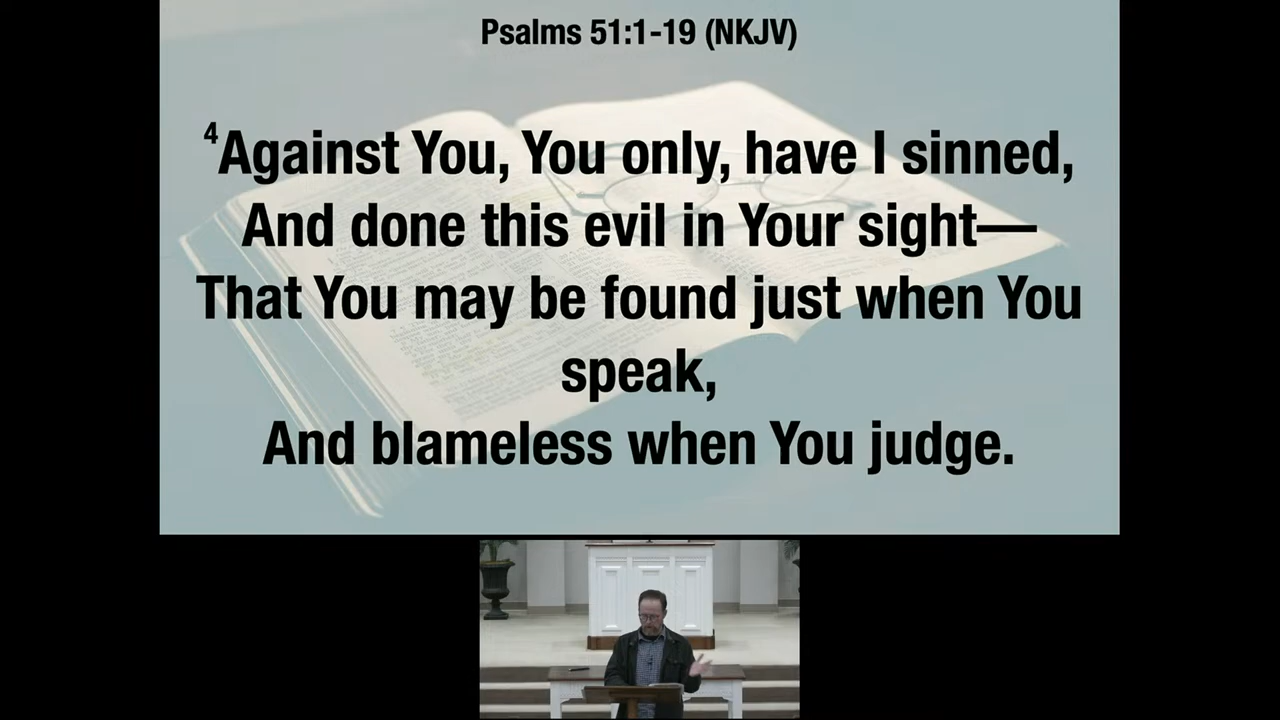 Psalms 51:1-19 (NKJV)
4Against You, You only, have I sinned,
And done this evil in Your sight—
That You may be found just when You
speak,
And blameless when You judge.